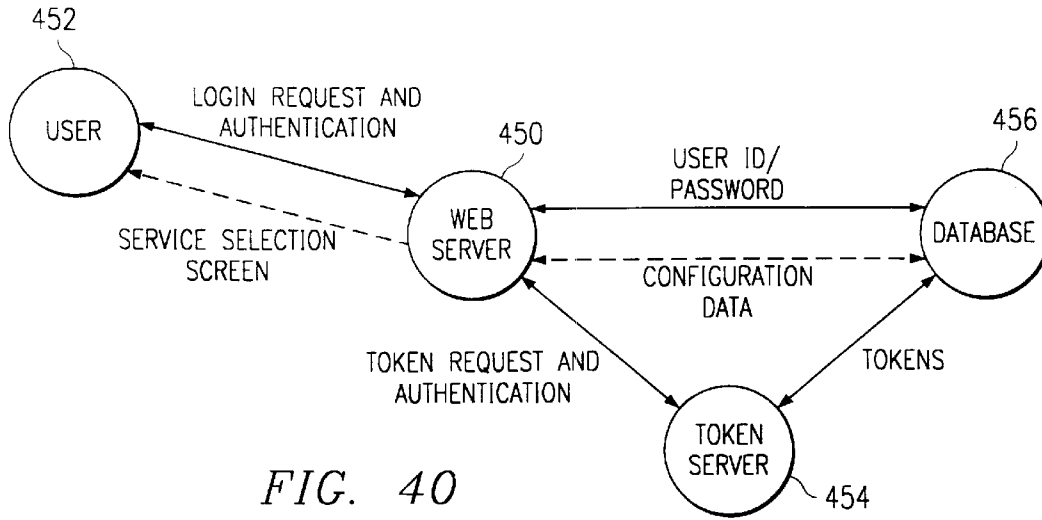 452
USER
LOGIN REQUEST AND
AUTHENTICATION
450
456
USER ID/
PASSWORD
WEB
SERVER
DATABASE
SERVICE SELECTION
SCREEN
CONFIGURATION
DATA
TOKEN REQUEST AND
AUTHENTICATION
TOKENS
TOKEN
SERVER
454
FIG. 40